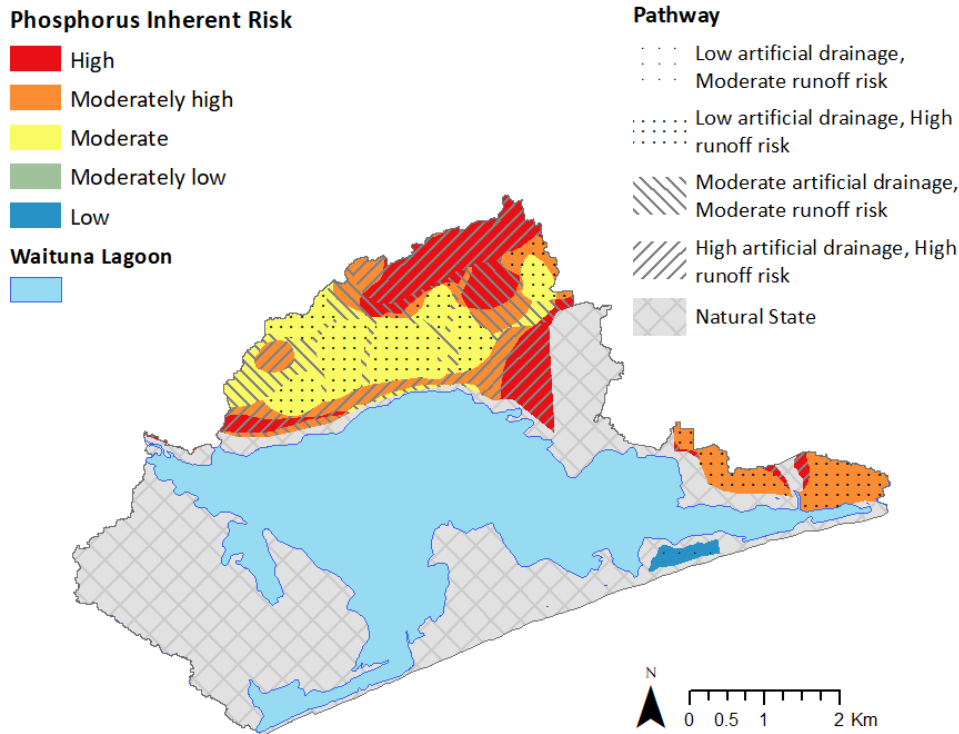 Phosphorus Inherent Risk
High
Moderately high
Moderate
Moderately low
Low
Waituna Lagoon
Pathway
Low artificial drainage,
Moderate runoff risk
Low artificial drainage, High
runoff risk
Moderate artificial drainage,
Moderate runoff risk
High artificial drainage, High
runoff risk
Natural State
N
0 0.5 1 2 Km